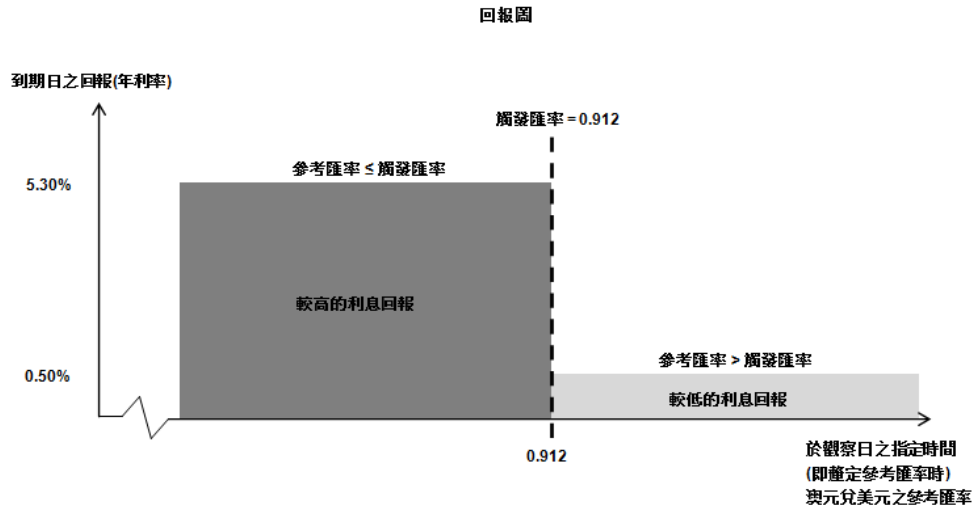 回報圖
到期日之回報(年利率)
觸發匯率 = 0.912
參考匯率 ≤ 觸發匯率
5.30%
較高的利息回報
參考匯率 > 觸發匯率
0.50%
較低的利息回報
0.912
於觀察日之指定時間
(即釐定參考匯率時)
澳元兌美元之參考匯率